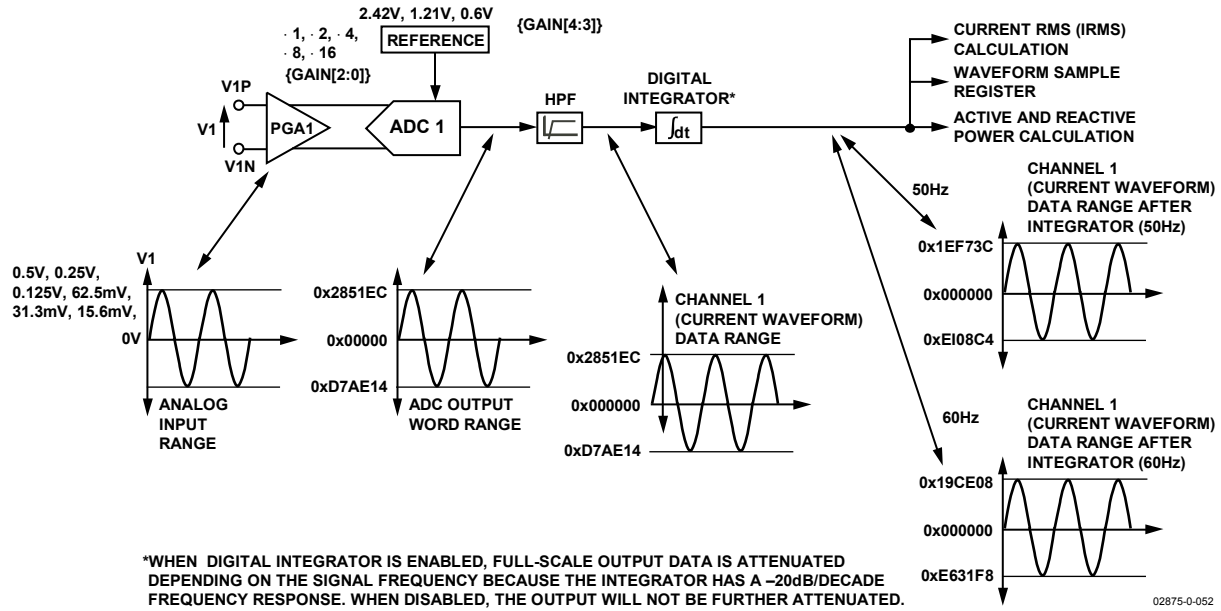 2.42V, 1.21V, 0.6V
{GAIN[4:3]}
· 1, · 2, · 4,
· 8, · 16
{GAIN[2:0]}
REFERENCE
V1P
V1
V1N
PGA1
ADC 1
HPF
DIGITAL
INTEGRATOR*
∫dt
CURRENT RMS (IRMS)
CALCULATION
WAVEFORM SAMPLE
REGISTER
ACTIVE AND REACTIVE
POWER CALCULATION
50Hz
CHANNEL 1
(CURRENT WAVEFORM)
DATA RANGE AFTER
INTEGRATOR (50Hz)
0x1EF73C
0x000000
0xEI08C4
V1
0.5V, 0.25V,
0.125V, 62.5mV,
31.3mV, 15.6mV,
0V
ANALOG
INPUT
RANGE
0x2851EC
0x00000
0xD7AE14
ADC OUTPUT
WORD RANGE
CHANNEL 1
(CURRENT WAVEFORM)
DATA RANGE
0x2851EC
0x000000
0xD7AE14
60Hz
CHANNEL 1
(CURRENT WAVEFORM)
DATA RANGE AFTER
INTEGRATOR (60Hz)
0x19CE08
0x000000
0xE631F8
*WHEN DIGITAL INTEGRATOR IS ENABLED, FULL-SCALE OUTPUT DATA IS ATTENUATED
DEPENDING ON THE SIGNAL FREQUENCY BECAUSE THE INTEGRATOR HAS A –20dB/DECADE
FREQUENCY RESPONSE. WHEN DISABLED, THE OUTPUT WILL NOT BE FURTHER ATTENUATED.
02875-0-052